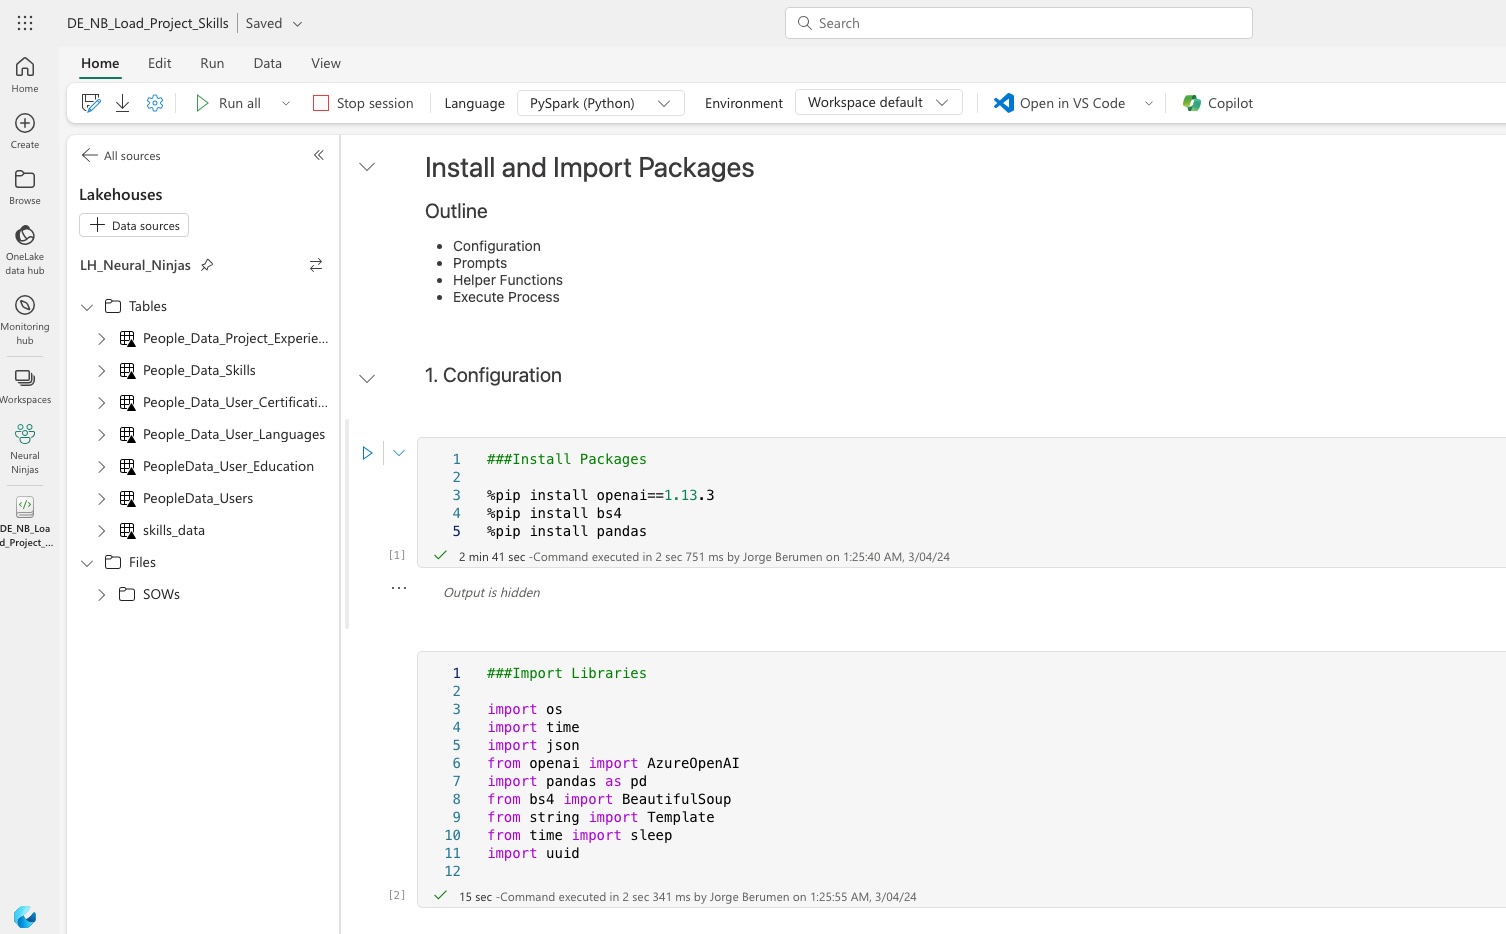 DE_NB_Load_Project_Skills
Saved
Search
Home
Create
Browse
OneLake
data hub
Monitoring
hub
Workspaces
Neural
Ninjas
DE_NB_Loa
d_Project_...
Home Edit Run Data View
Run all
Stop session
Language
PySpark (Python)
Environment
Workspace default
Open in VS Code
Copilot
All sources
Lakehouses
Data sources
LH_Neural_Ninjas
Tables
People_Data_Project_Experie...
People_Data_Skills
People_Data_User_Certificati...
People_Data_User_Languages
PeopleData_User_Education
PeopleData_Users
skills_data
Files
SOWs
Install and Import Packages
Outline
• Configuration
• Prompts
• Helper Functions
• Execute Process
1. Configuration
1 ###Install Packages
2
3 %pip install openai==1.13.3
4 %pip install bs4
5 %pip install pandas
[1] 2 min 41 sec -Command executed in 2 sec 751 ms by Jorge Berumen on 1:25:40 AM, 3/04/24
... Output is hidden
1 ###Import Libraries
2
3 import os
4 import time
5 import json
6 from openai import AzureOpenAI
7 import pandas as pd
8 from bs4 import BeautifulSoup
9 from string import Template
10 from time import sleep
11 import uuid
12
[2] 15 sec -Command executed in 2 sec 341 ms by Jorge Berumen on 1:25:55 AM, 3/04/24